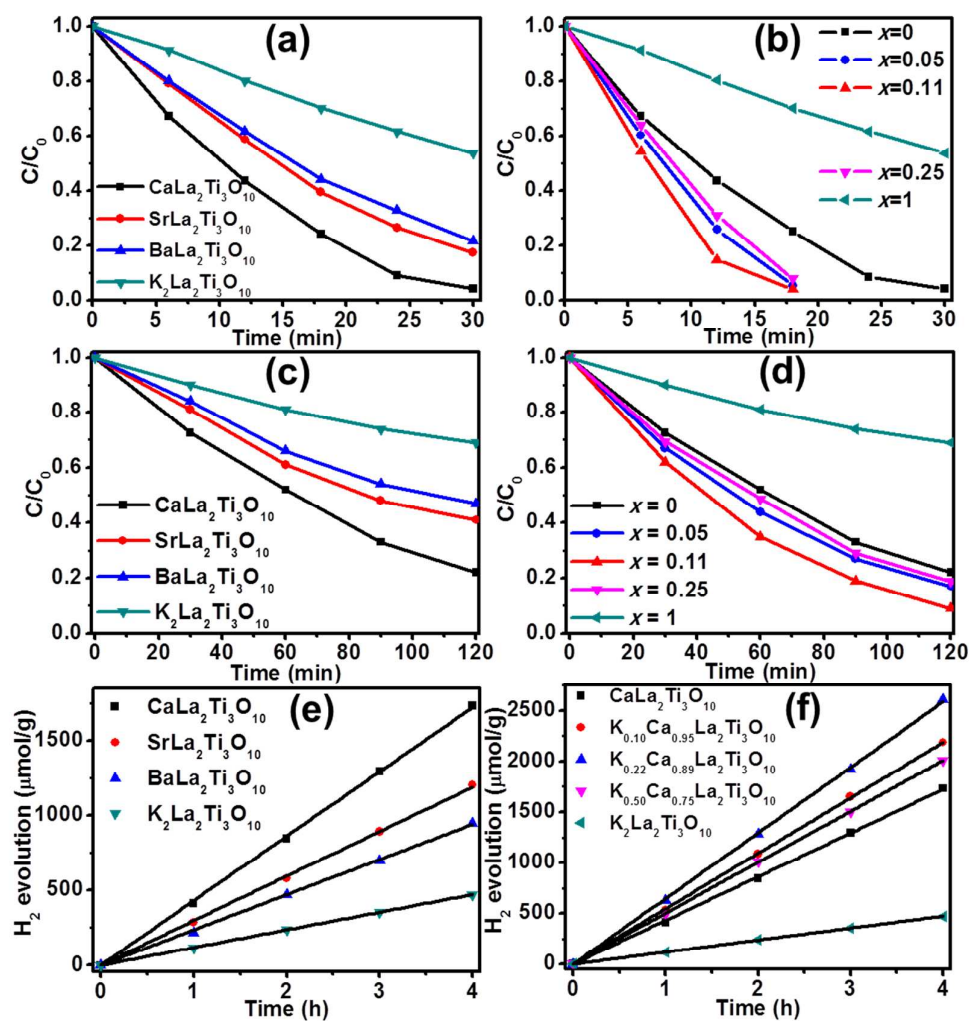 (a)
1.0
0.8
0.6
0.4
0.2
0.0
C/C0
CaLa2Ti3O10
SrLa2Ti3O10
BaLa2Ti3O10
K2La2Ti3O10
0 5 10 15 20 25 30
Time (min)
(b)
1.0
0.8
0.6
0.4
0.2
0.0
C/C0
x=0
x=0.05
x=0.11
x=0.25
x=1
0 5 10 15 20 25 30
Time (min)
(c)
1.0
0.8
0.6
0.4
0.2
0.0
C/C0
CaLa2Ti3O10
SrLa2Ti3O10
BaLa2Ti3O10
K2La2Ti3O10
0 20 40 60 80 100 120
Time (min)
(d)
1.0
0.8
0.6
0.4
0.2
0.0
C/C0
x = 0
x = 0.05
x = 0.11
x = 0.25
x = 1
0 20 40 60 80 100 120
Time (min)
(e)
1500
1000
500
0
H2 evolution (μmol/g)
CaLa2Ti3O10
SrLa2Ti3O10
BaLa2Ti3O10
K2La2Ti3O10
0 1 2 3 4
Time (h)
(f)
2500
2000
1500
1000
500
0
H2 evolution (μmol/g)
CaLa2Ti3O10
K0.10Ca0.95La2Ti3O10
K0.22Ca0.89La2Ti3O10
K0.50Ca0.75La2Ti3O10
K2La2Ti3O10
0 1 2 3 4
Time (h)